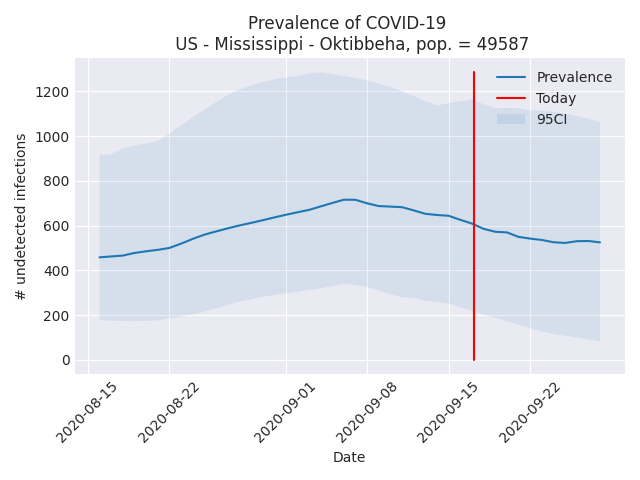 Prevalence of COVID-19
US - Mississippi - Oktibbeha, pop. = 49587
# undetected infections
1200
1000
800
600
400
200
0
Prevalence
Today
95CI
2020-08-15
2020-08-22
2020-09-01
2020-09-08
2020-09-15
2020-09-22
Date